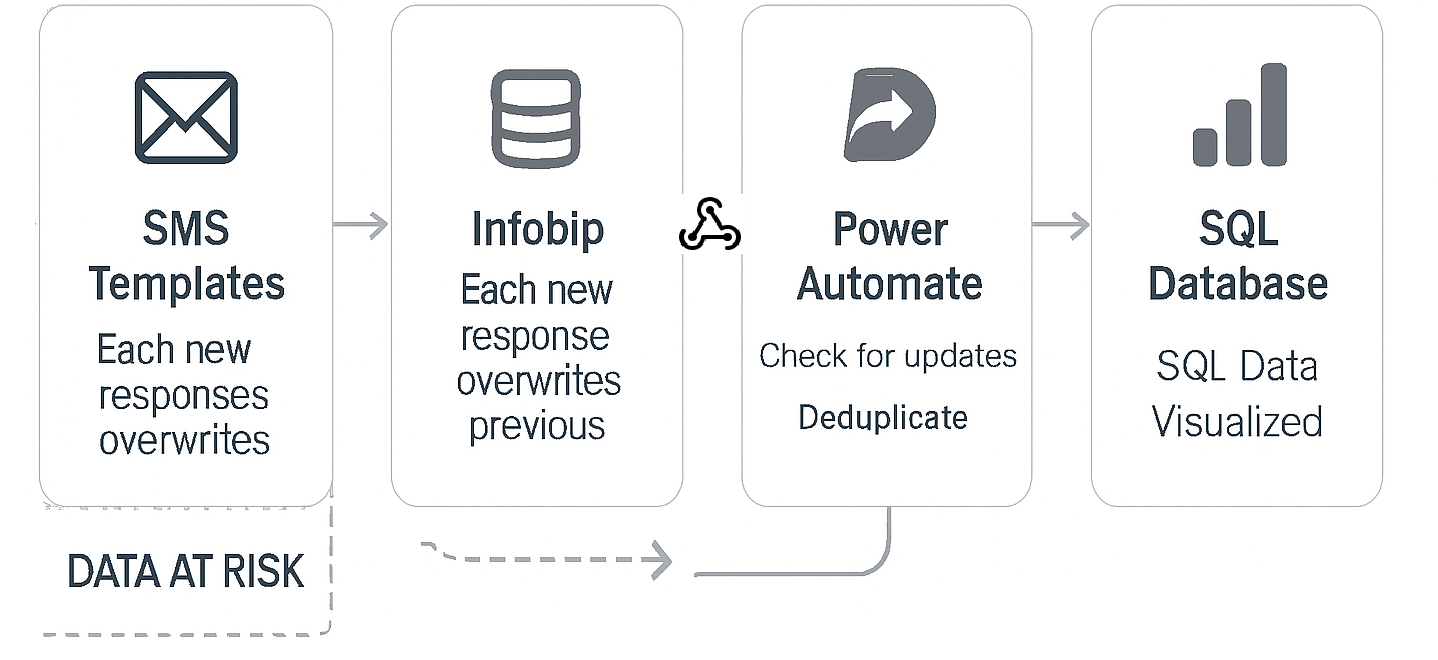 SMS
Templates
Each new
responses
overwrites
DATA AT RISK
Infobip
Each new
response
overwrites
previous
Power
Automate
Check for updates
Deduplicate
SQL
Database
SQL Data
Visualized